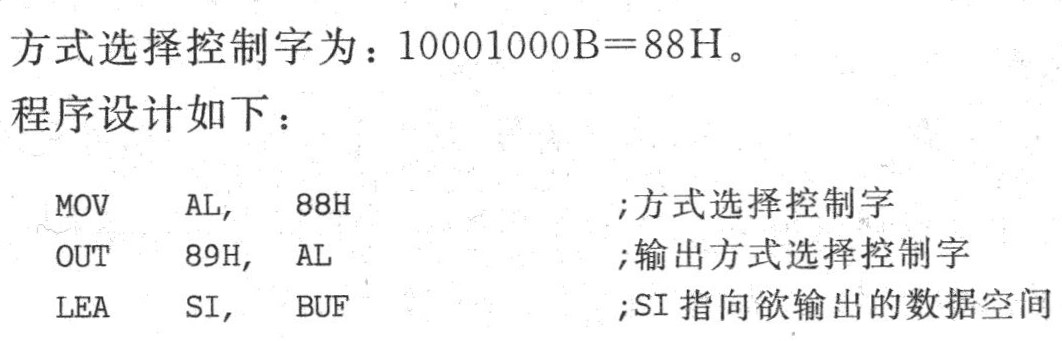 方式选择控制字为：10001000B＝88H。
程序设计如下：
MOV AL, 88H ;方式选择控制字
OUT 89H, AL ;输出方式选择控制字
LEA SI, BUF ;SI 指向欲输出的数据空间